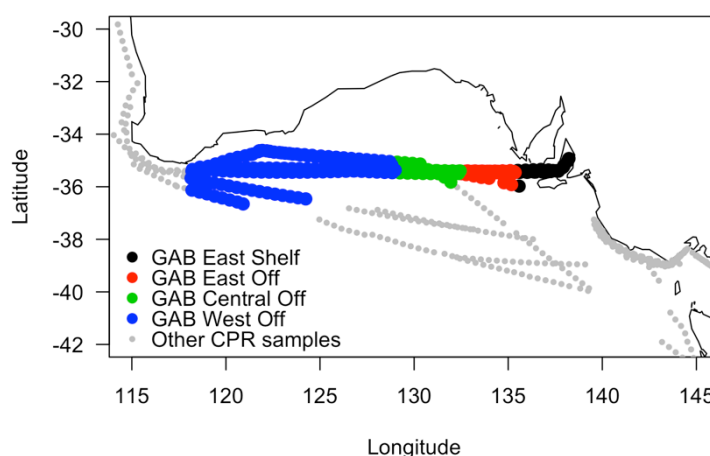 -30
-32
-34
-36
-38
-40
-42
Latitude
GAB East Shelf
GAB East Off
GAB Central Off
GAB West Off
Other CPR samples
115 120 125 130 135 140 145
Longitude